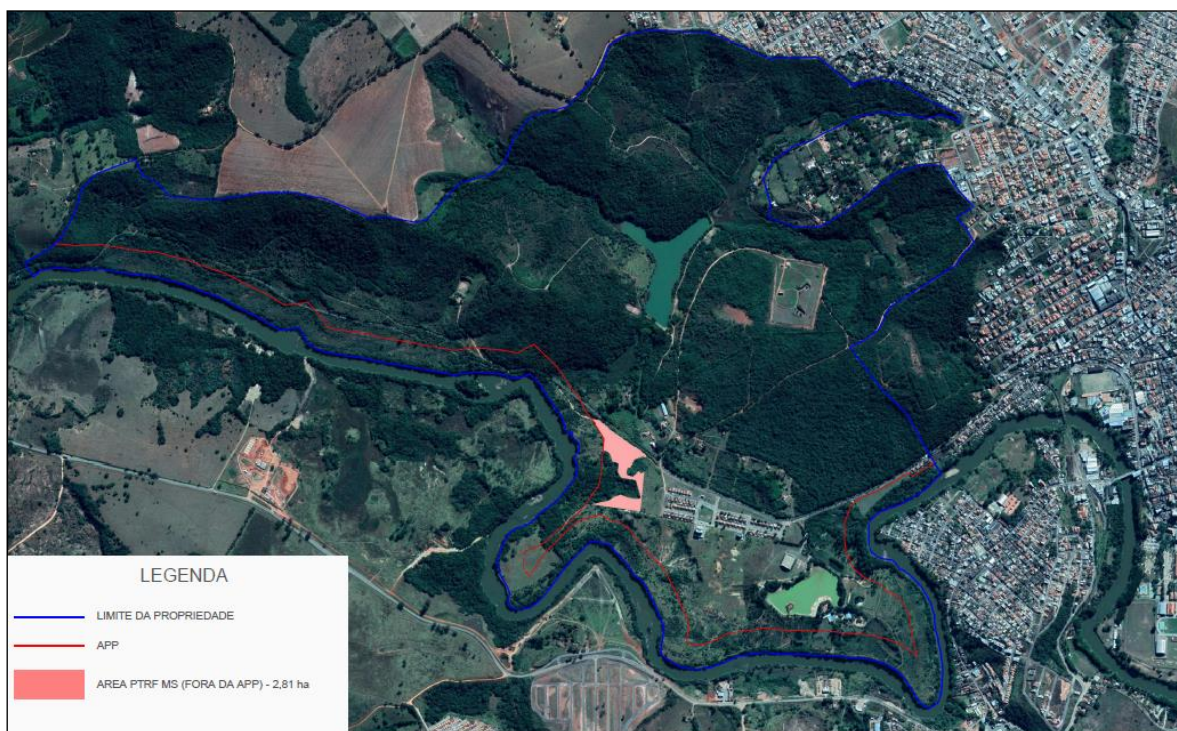 LEGENDA
LIMITE DA PROPRIEDADE
APP
AREA PTRF MS (FORA DA APP) - 2,81 ha